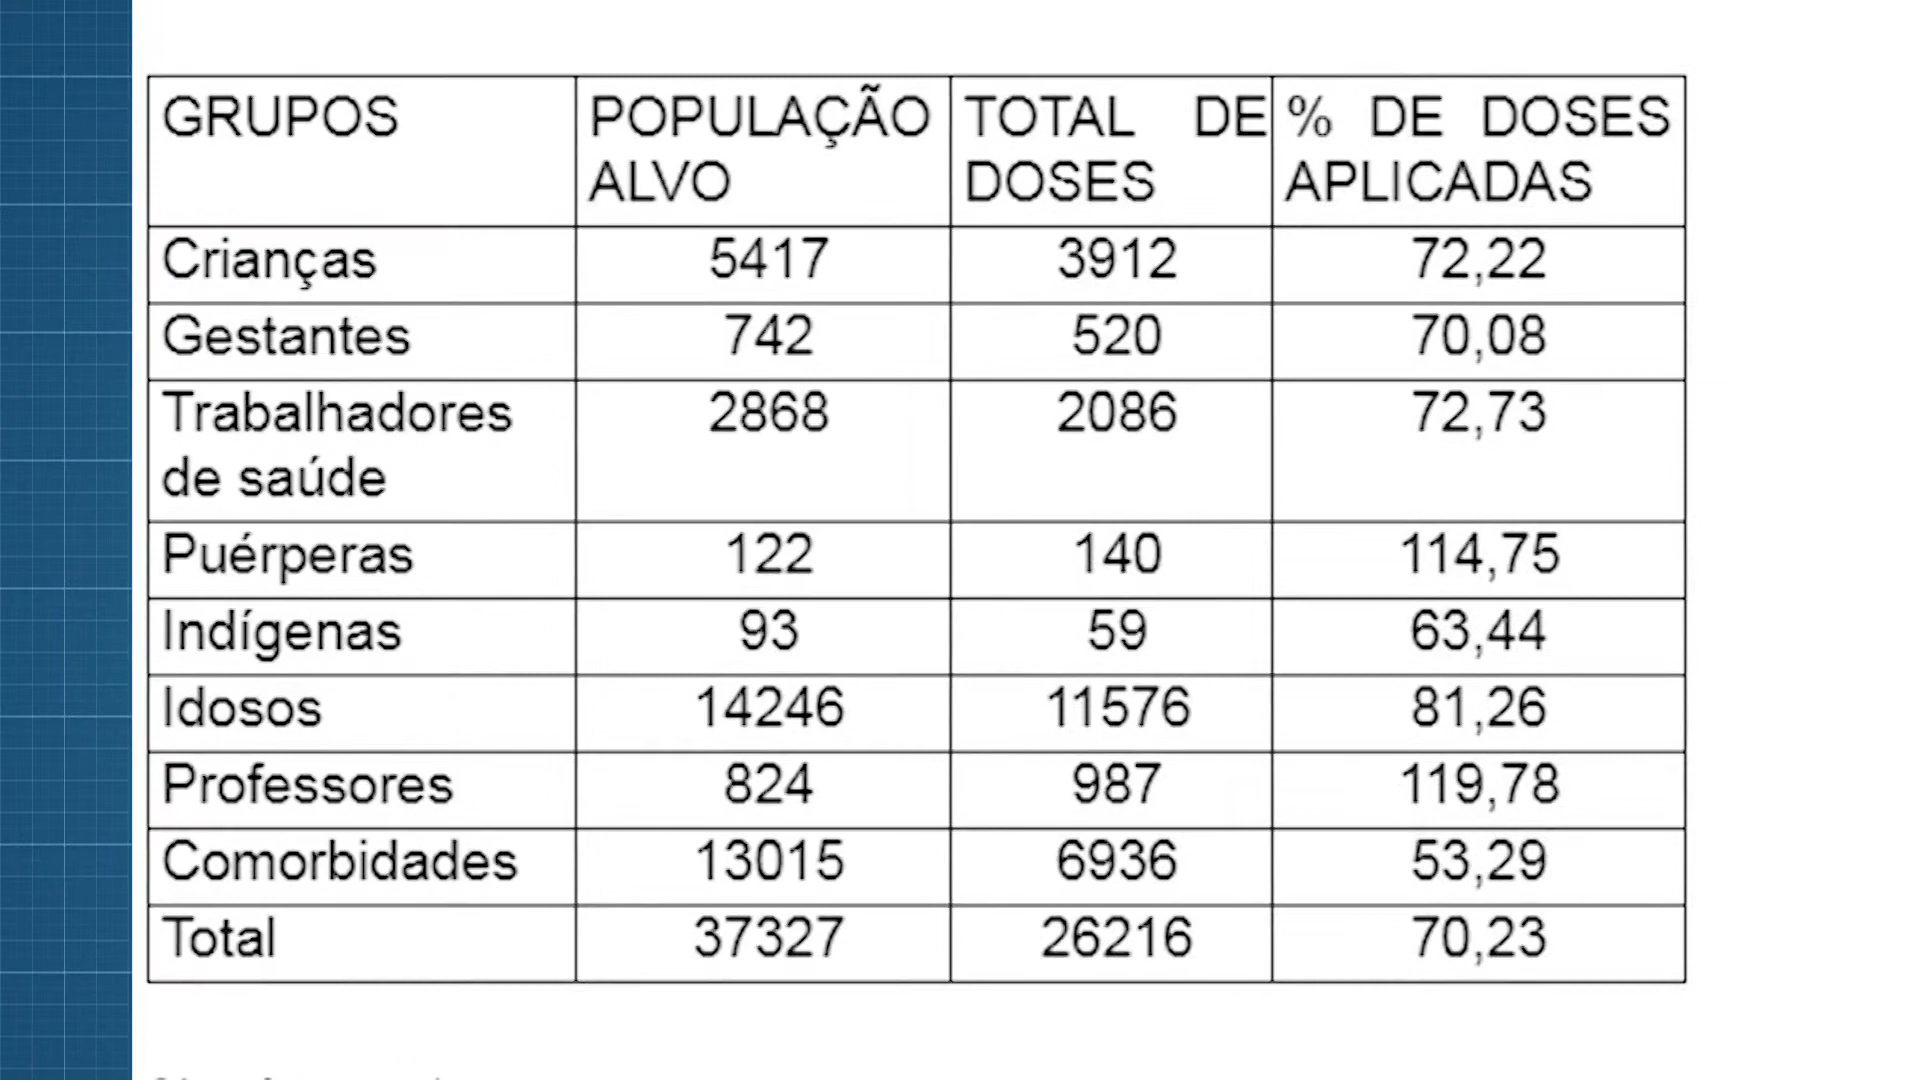 GRUPOS POPULAÇÃO ALVO TOTAL DE DOSES % DE DOSES APLICADAS
Crianças 5417 3912 72,22
Gestantes 742 520 70,08
Trabalhadores de saúde 2868 2086 72,73
Puérperas 122 140 114,75
Indígenas 93 59 63,44
Idosos 14246 11576 81,26
Professores 824 987 119,78
Comorbidades 13015 6936 53,29
Total 37327 26216 70,23